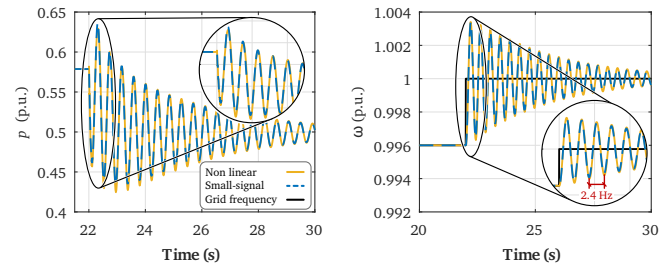 0.65
0.6
0.55
0.5
0.45
0.4
p (p.u.)
22 24 26 28 30
Time (s)
Non linear
Small-signal
Grid frequency
1.004
1.002
1
0.998
0.996
0.994
0.992
ω (p.u.)
20 25 30
Time (s)
2.4 Hz